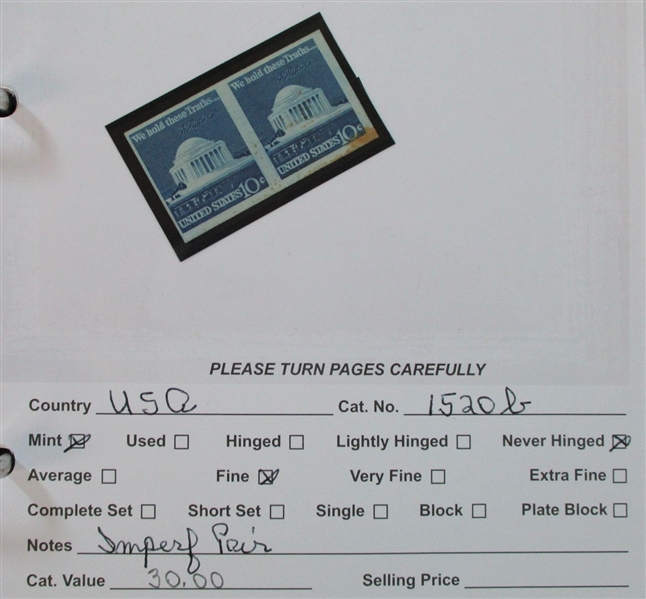 We hold these Truths...
We hold these Truths...
UNITED STATES 10c
UNITED STATES 10c
PLEASE TURN PAGES CAREFULLY
Country USA Cat. No. 1520b
Mint ☒ Used ☐ Hinged ☐ Lightly Hinged ☐ Never Hinged ☒
Average ☐ Fine ☒ Very Fine ☐ Extra Fine ☐
Complete Set ☐ Short Set ☐ Single ☐ Block ☐ Plate Block ☐
Notes Imperf Pair
Cat. Value 30.00 Selling Price